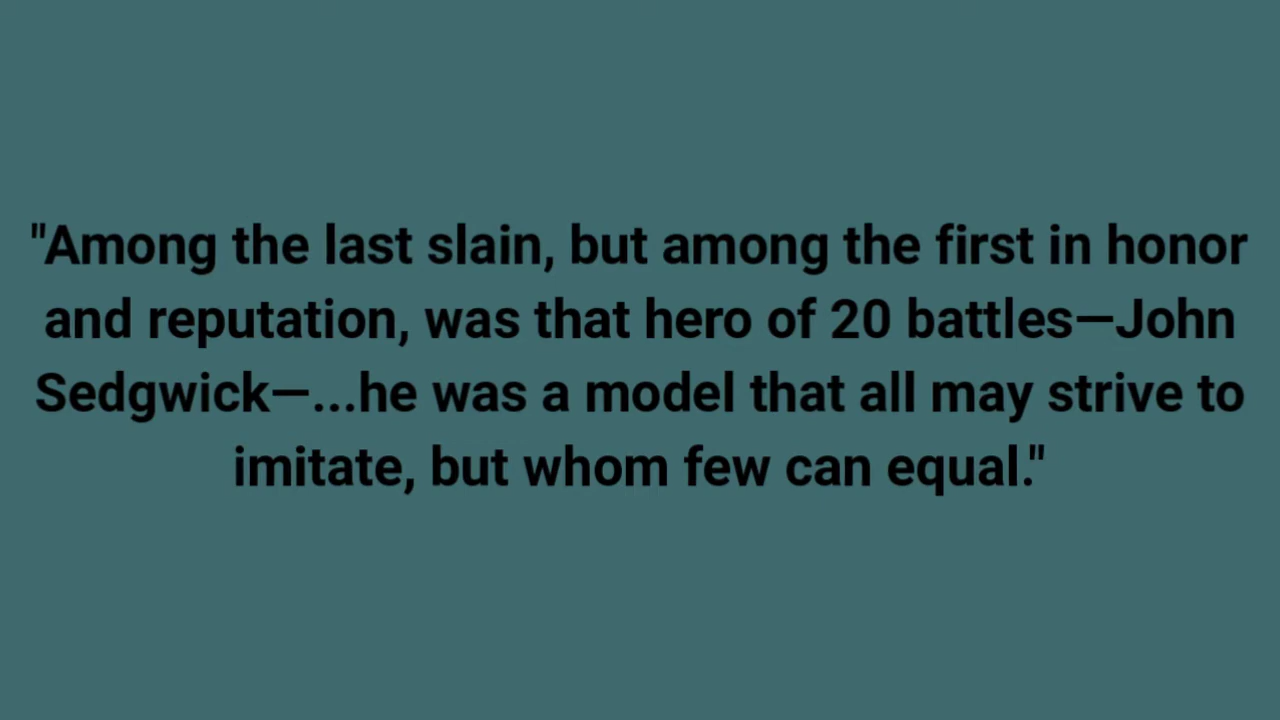 "Among the last slain, but among the first in honor
and reputation, was that hero of 20 battles—John
Sedgwick—...he was a model that all may strive to
imitate, but whom few can equal."